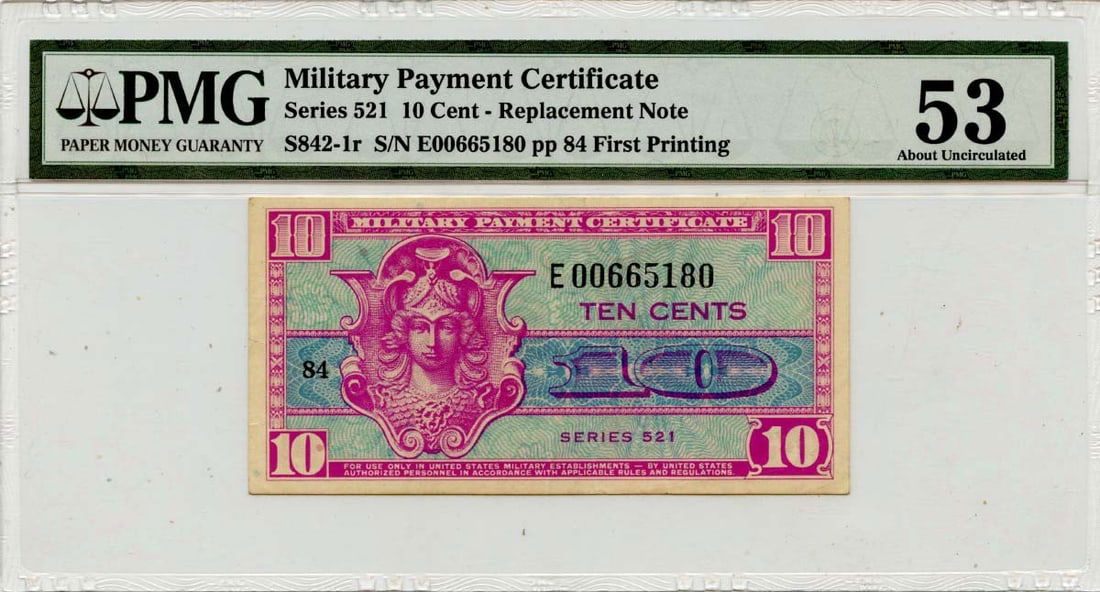 PMG
PAPER MONEY GUARANTY
Military Payment Certificate
Series 521 10 Cent - Replacement Note
S842-1r S/N E00665180 pp 84 First Printing
53
About Uncirculated
10 MILITARY PAYMENT CERTIFICATE 10
E00665180
TEN CENTS
84
10
SERIES 521
10 10
FOR USE ONLY IN UNITED STATES MILITARY ESTABLISHMENTS — BY UNITED STATES
AUTHORIZED PERSONNEL IN ACCORDANCE WITH APPLICABLE RULES AND REGULATIONS.